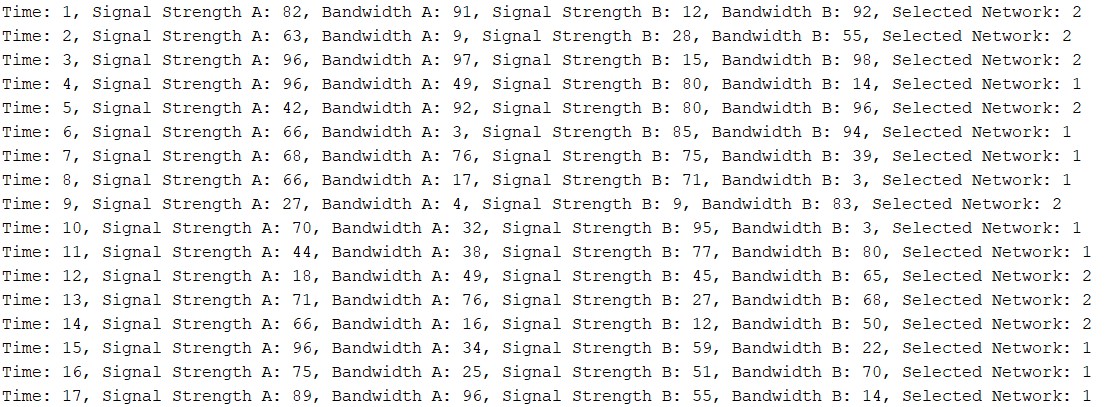 Time: 1, Signal Strength A: 82, Bandwidth A: 91, Signal Strength B: 12, Bandwidth B: 92, Selected Network: 2
Time: 2, Signal Strength A: 63, Bandwidth A: 9, Signal Strength B: 28, Bandwidth B: 55, Selected Network: 2
Time: 3, Signal Strength A: 96, Bandwidth A: 97, Signal Strength B: 15, Bandwidth B: 98, Selected Network: 2
Time: 4, Signal Strength A: 96, Bandwidth A: 49, Signal Strength B: 80, Bandwidth B: 14, Selected Network: 1
Time: 5, Signal Strength A: 42, Bandwidth A: 92, Signal Strength B: 80, Bandwidth B: 96, Selected Network: 2
Time: 6, Signal Strength A: 66, Bandwidth A: 3, Signal Strength B: 85, Bandwidth B: 94, Selected Network: 1
Time: 7, Signal Strength A: 68, Bandwidth A: 76, Signal Strength B: 75, Bandwidth B: 39, Selected Network: 1
Time: 8, Signal Strength A: 66, Bandwidth A: 17, Signal Strength B: 71, Bandwidth B: 3, Selected Network: 1
Time: 9, Signal Strength A: 27, Bandwidth A: 4, Signal Strength B: 9, Bandwidth B: 83, Selected Network: 2
Time: 10, Signal Strength A: 70, Bandwidth A: 32, Signal Strength B: 95, Bandwidth B: 3, Selected Network: 1
Time: 11, Signal Strength A: 44, Bandwidth A: 38, Signal Strength B: 77, Bandwidth B: 80, Selected Network: 1
Time: 12, Signal Strength A: 18, Bandwidth A: 49, Signal Strength B: 45, Bandwidth B: 65, Selected Network: 2
Time: 13, Signal Strength A: 71, Bandwidth A: 76, Signal Strength B: 27, Bandwidth B: 68, Selected Network: 2
Time: 14, Signal Strength A: 66, Bandwidth A: 16, Signal Strength B: 12, Bandwidth B: 50, Selected Network: 2
Time: 15, Signal Strength A: 96, Bandwidth A: 34, Signal Strength B: 59, Bandwidth B: 22, Selected Network: 1
Time: 16, Signal Strength A: 75, Bandwidth A: 25, Signal Strength B: 51, Bandwidth B: 70, Selected Network: 1
Time: 17, Signal Strength A: 89, Bandwidth A: 96, Signal Strength B: 55, Bandwidth B: 14, Selected Network: 1